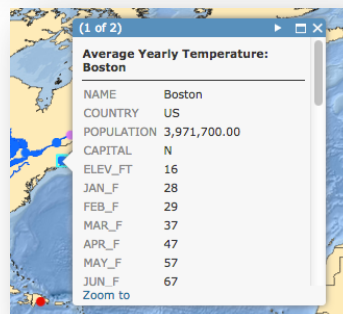 (1 of 2)
Average Yearly Temperature:
Boston
NAME Boston
COUNTRY US
POPULATION 3,971,700.00
CAPITAL N
ELEV_FT 16
JAN_F 28
FEB_F 29
MAR_F 37
APR_F 47
MAY_F 57
JUN_F 67
Zoom to